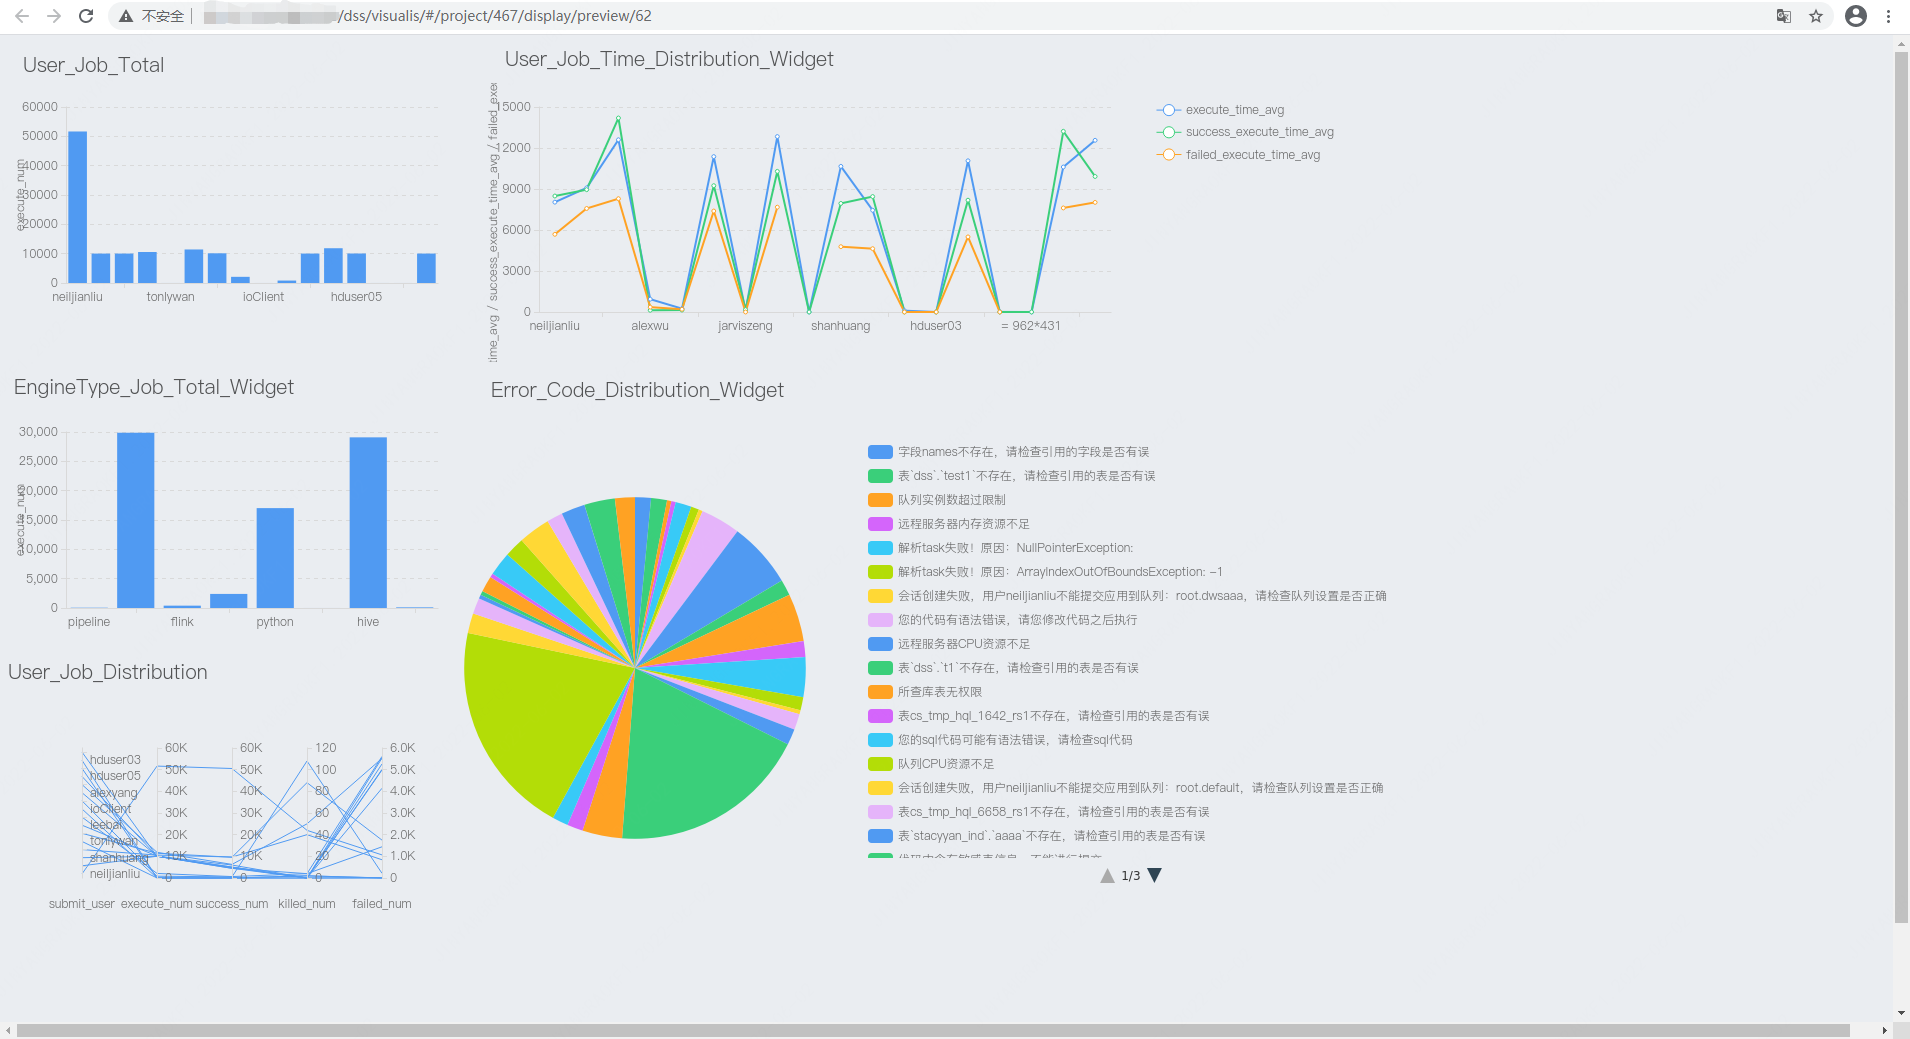 不安全
/dss/visualis/#/project/467/display/preview/62
User_Job_Total
60000
50000
40000
30000
20000
10000
0
execute_num
neiljianliu
tonlywan
ioClient
hduser05
User_Job_Time_Distribution_Widget
15000
12000
9000
6000
3000
0
time_avg / success_execute_time_avg / failed_exe
neiljianliu
alexwu
jarviszeng
shanhuang
hduser03
= 962*431
execute_time_avg
success_execute_time_avg
failed_execute_time_avg
EngineType_Job_Total_Widget
30,000
25,000
20,000
15,000
10,000
5,000
0
execute_num
pipeline
flink
python
hive
User_Job_Distribution
hduser03
hduser05
alexyang
ioClient
leebai
tonlywan
shanhuang
neiljianliu
60K
50K
40K
30K
20K
10K
0
60K
50K
40K
30K
20K
10K
0
120
100
80
60
40
20
0
6.0K
5.0K
4.0K
3.0K
2.0K
1.0K
0
submit_user
execute_num
success_num
killed_num
failed_num
Error_Code_Distribution_Widget
字段names不存在，请检查引用的字段是否有误
表`dss`.`test1`不存在，请检查引用的表是否有误
队列实例数超过限制
远程服务器内存资源不足
解析task失败！原因：NullPointerException:
解析task失败！原因：ArrayIndexOutOfBoundsException: -1
会话创建失败，用户neiljianliu不能提交应用到队列：root.dwsaaa，请检查队列设置是否正确
您的代码有语法错误，请您修改代码之后执行
远程服务器CPU资源不足
表`dss`.`t1`不存在，请检查引用的表是否有误
所查库表无权限
表cs_tmp_hql_1642_rs1不存在，请检查引用的表是否有误
您的sql代码可能有语法错误，请检查sql代码
队列CPU资源不足
会话创建失败，用户neiljianliu不能提交应用到队列：root.default，请检查队列设置是否正确
表cs_tmp_hql_6658_rs1不存在，请检查引用的表是否有误
表`stacyyan_ind`.`aaaa`不存在，请检查引用的表是否有误
1/3